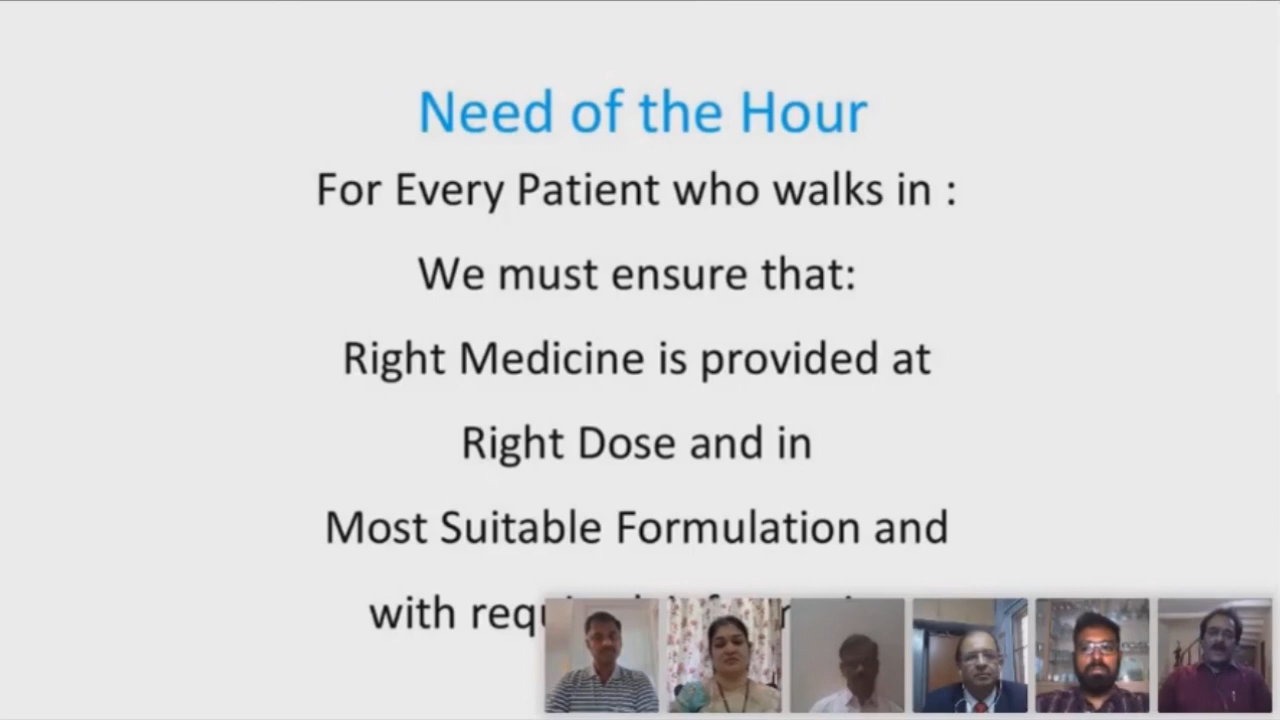 Need of the Hour
For Every Patient who walks in :
We must ensure that:
Right Medicine is provided at
Right Dose and in
Most Suitable Formulation and
with